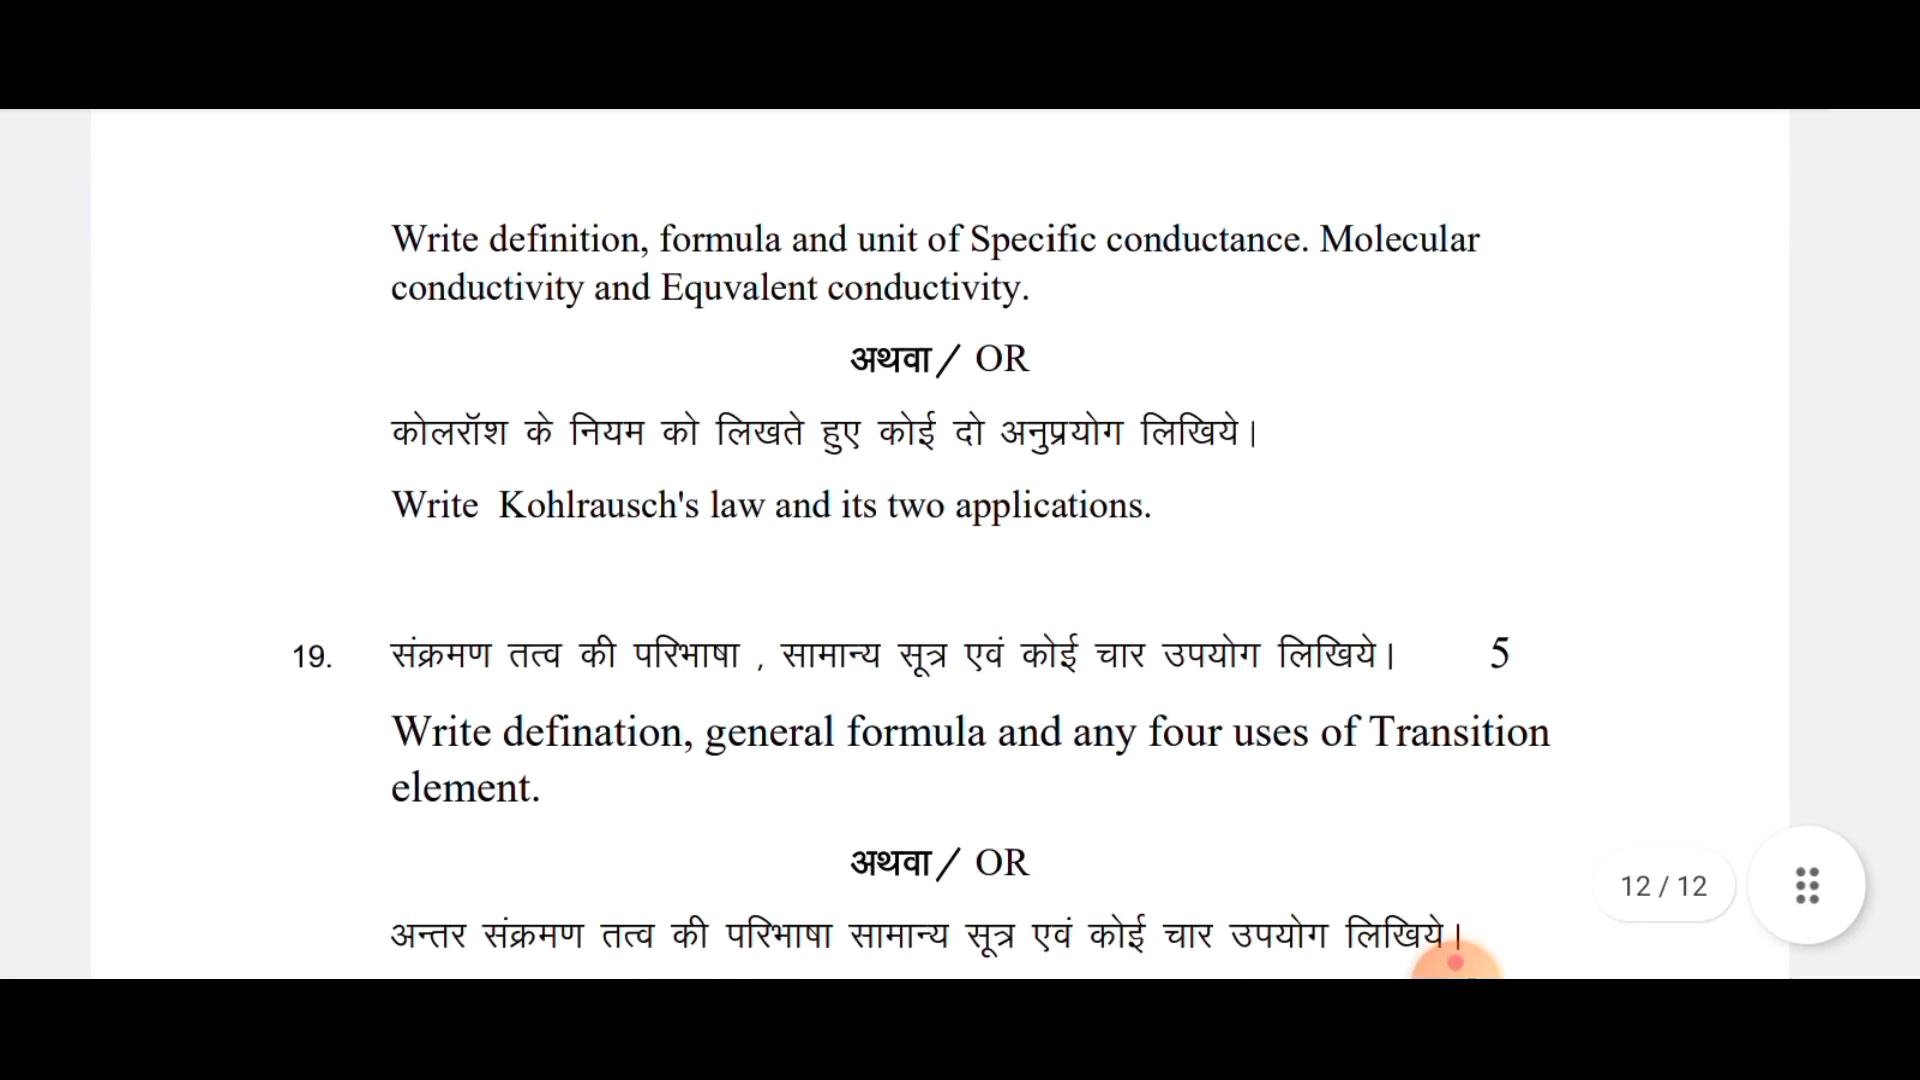 Write definition, formula and unit of Specific conductance. Molecular
conductivity and Equvalent conductivity.
अथवा/ OR
कोलरॉश के नियम को लिखते हुए कोई दो अनुप्रयोग लिखिये।
Write Kohlrausch's law and its two applications.
19. संक्रमण तत्व की परिभाषा , सामान्य सूत्र एवं कोई चार उपयोग लिखिये। 5
Write defination, general formula and any four uses of Transition
element.
अथवा/ OR
12 / 12
अन्तर संक्रमण तत्व की परिभाषा सामान्य सूत्र एवं कोई चार उपयोग लिखिये।